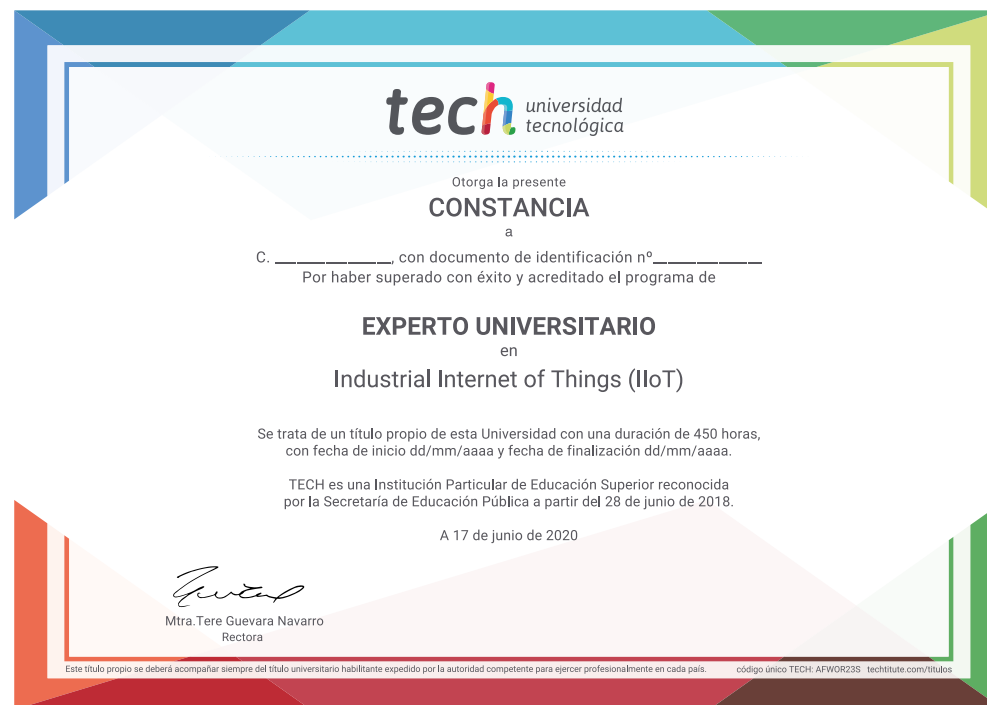 tech universidad
tecnológica
Otorga la presente
CONSTANCIA
a
C. ______________, con documento de identificación nº_____________
Por haber superado con éxito y acreditado el programa de
EXPERTO UNIVERSITARIO
en
Industrial Internet of Things (IIoT)
Se trata de un título propio de esta Universidad con una duración de 450 horas,
con fecha de inicio dd/mm/aaaa y fecha de finalización dd/mm/aaaa.
TECH es una Institución Particular de Educación Superior reconocida
por la Secretaría de Educación Pública a partir del 28 de junio de 2018.
A 17 de junio de 2020
Mtra.Tere Guevara Navarro
Rectora
Este título propio se deberá acompañar siempre del título universitario habilitante expedido por la autoridad competente para ejercer profesionalmente en cada país. código único TECH: AFWOR23S techtitute.com/titulos